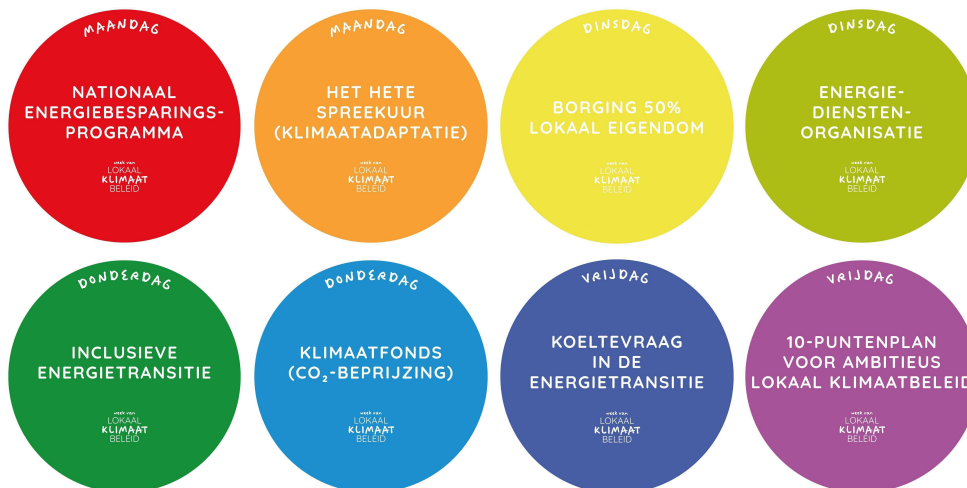 MAANDAG
NATIONAAL
ENERGIEBESPARINGS-
PROGRAMMA
week van
LOKAAL
KLIMAAT
BELEID
MAANDAG
HET HETE
SPREEKUUR
(KLIMAATADAPTATIE)
week van
LOKAAL
KLIMAAT
BELEID
DINSDAG
BORGING 50%
LOKAAL EIGENDOM
week van
LOKAAL
KLIMAAT
BELEID
DINSDAG
ENERGIE-
DIENSTEN-
ORGANISATIE
week van
LOKAAL
KLIMAAT
BELEID
DONDERDAG
INCLUSIEVE
ENERGIETRANSITIE
week van
LOKAAL
KLIMAAT
BELEID
DONDERDAG
KLIMAATFONDS
(CO₂-BEPRIJZING)
week van
LOKAAL
KLIMAAT
BELEID
VRIJDAG
KOELTEVRAAG
IN DE
ENERGIETRANSITIE
week van
LOKAAL
KLIMAAT
BELEID
VRIJDAG
10-PUNTENPLAN
VOOR AMBITIEUS
LOKAAL KLIMAATBELEID
week van
LOKAAL
KLIMAAT
BELEID